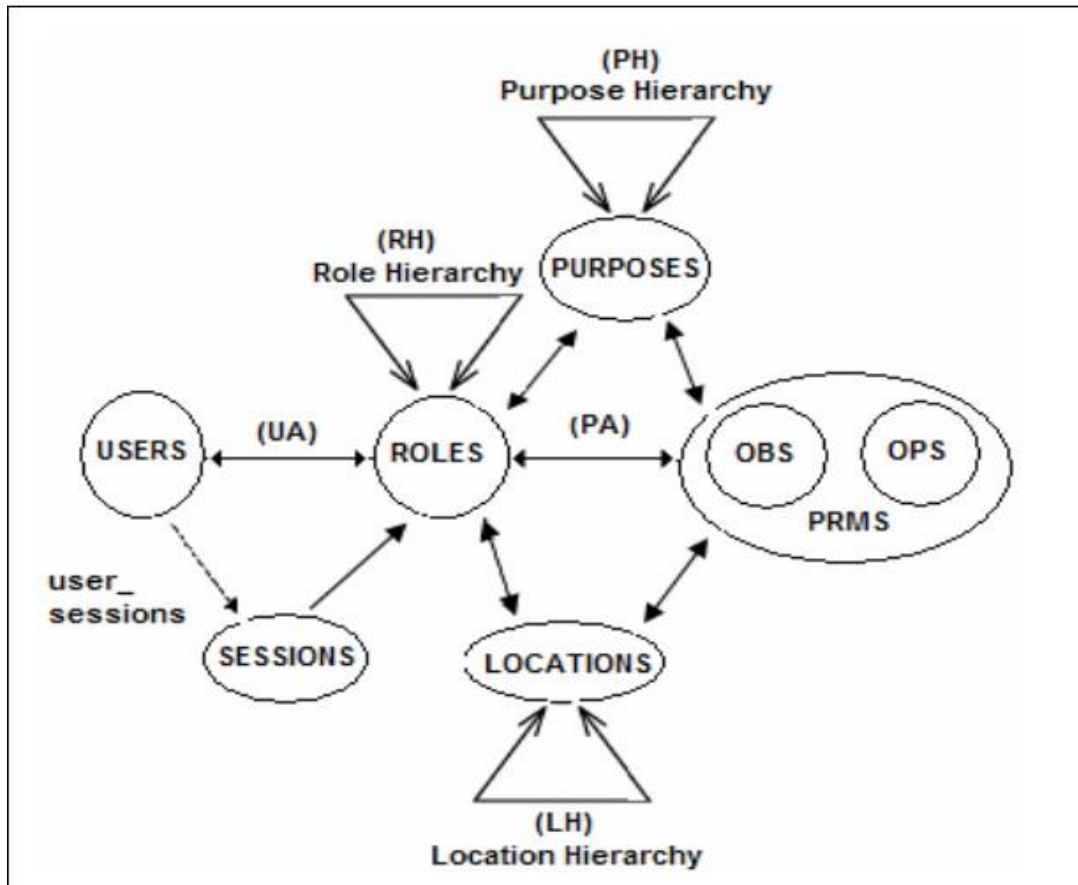 (PH)
Purpose Hierarchy
(RH)
Role Hierarchy
PURPOSES
USERS
(UA)
ROLES
(PA)
OBS
OPS
PRMS
user_
sessions
SESSIONS
LOCATIONS
(LH)
Location Hierarchy